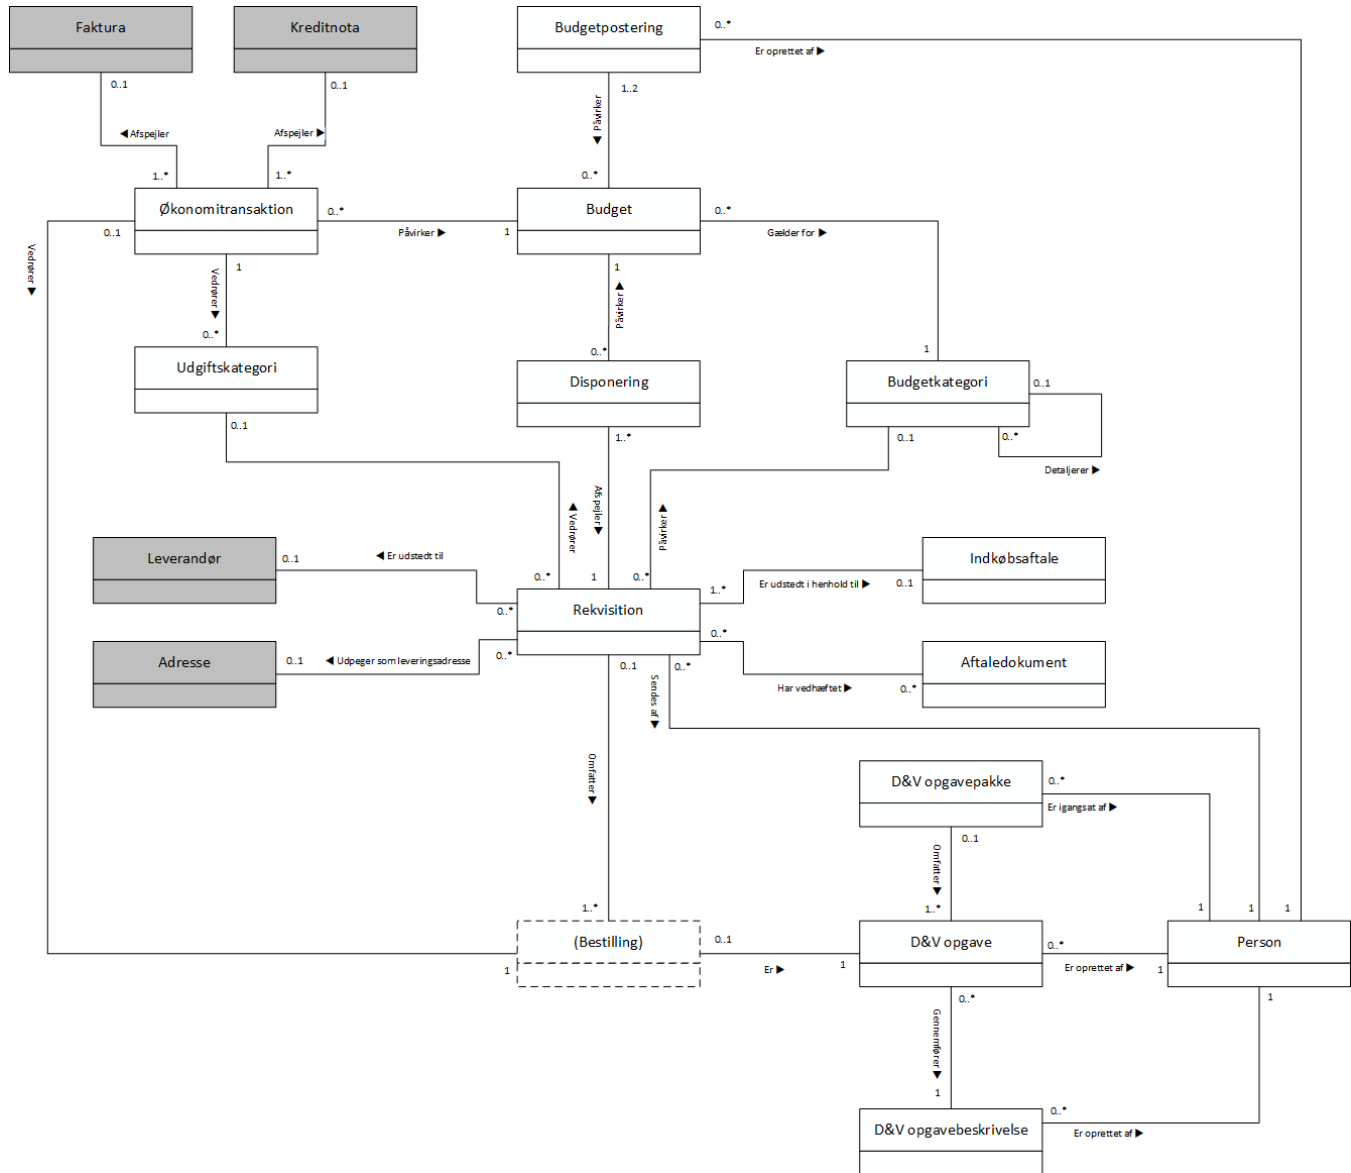 Faktura
Kreditnota
Budgetpostering
0..*
Er oprettet af ▶
0..1
0..1
1..2
◀ Afspejler
Afspejler ▶
Påvirker ▼
1..*
1..*
0..*
Økonomitransaktion
0..*
Budget
0..*
0..1
Påvirker ▶
1
Gælder for ▶
Vedrører ▼
1
Vedrører ▼
1
Påvirker ▲
0..*
0..*
1
Udgiftskategori
Disponering
Budgetkategori
0..1
0..1
1..*
0..1
0..*
Detaljerer ▶
Vedrører ▲
Afspejler ▼
Påvirker ▲
Leverandør
0..1
◀ Er udstedt til
Indkøbsaftale
0..*
1
0..*
1..*
Er udstedt i henhold til ▶
0..1
0..*
Rekvisition
0..*
Adresse
0..1
◀ Udpeger som leveringsadresse
0..*
0..1
0..*
Aftaledokument
Har vedhæftet ▶
0..*
Sendes af ▼
Omfatter ▼
D&V opgavepakke
0..*
Er igangsat af ▶
0..1
Omfatter ▼
1..*
1..*
1
1
1
(Bestilling)
0..1
D&V opgave
0..*
Person
1
Er ▶
1
Er oprettet af ▶
1
0..*
1
Gennemfører ▼
1
0..*
D&V opgavebeskrivelse
Er oprettet af ▶